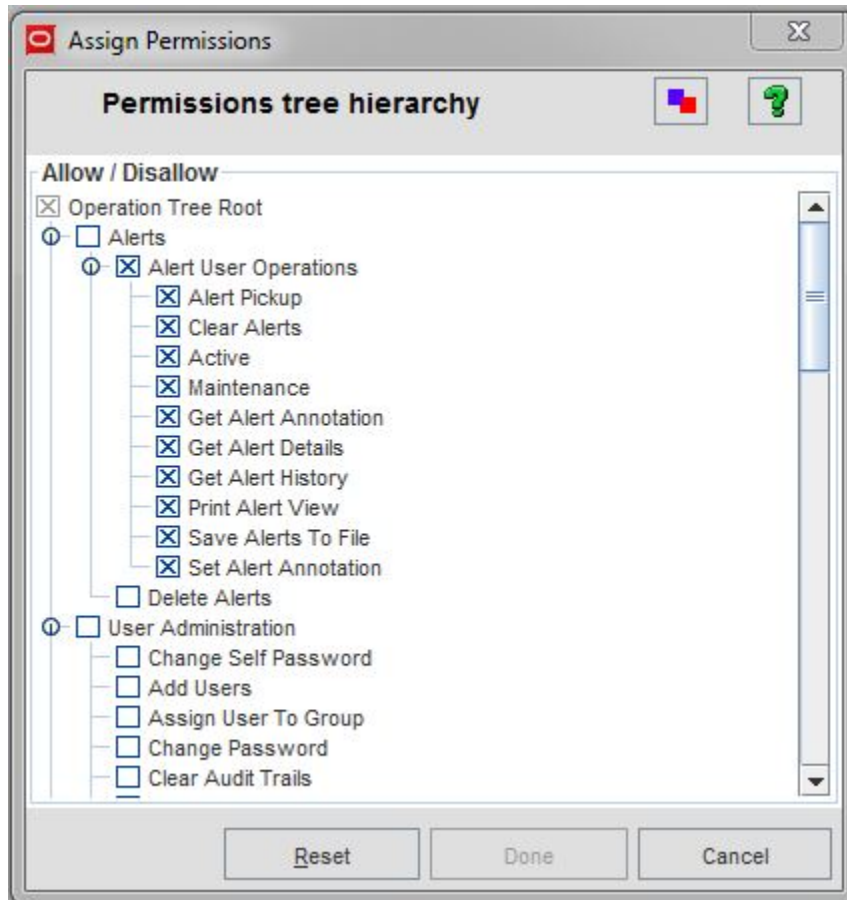 Assign Permissions
Permissions tree hierarchy
Allow / Disallow
Operation Tree Root
Alerts
Alert User Operations
Alert Pickup
Clear Alerts
Active
Maintenance
Get Alert Annotation
Get Alert Details
Get Alert History
Print Alert View
Save Alerts To File
Set Alert Annotation
Delete Alerts
User Administration
Change Self Password
Add Users
Assign User To Group
Change Password
Clear Audit Trails
Reset Done Cancel